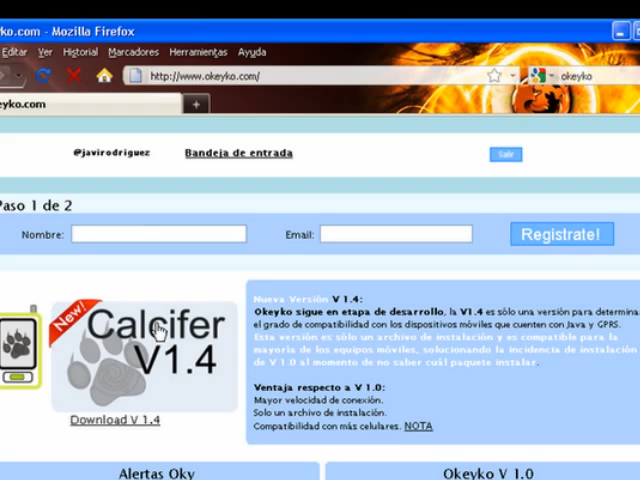 ko.com - Mozilla Firefox
Editar Ver Historial Marcadores Herramientas Ayuda
http://www.okeyko.com/
okeyko
eyko.com
+
@javirodriguez Bandeja de entrada Salir
Paso 1 de 2
Nombre: Email: Registrate!
New!
Calcifer
V1.4
Download V 1.4
Nueva Versión V 1.4:
Okeyko sigue en etapa de desarrollo, la V1.4 es sólo una versión para determina
el grado de compatibilidad con los dispositivos móviles que cuenten con Java y GPRS.
Esta versión es sólo un archivo de instalación y es compatible para la
mayoria de los equipos móviles, solucionando la incidencia de instalación
de V 1.0 al momento de no saber cuál paquete instalar.
Ventaja respecto a V 1.0:
Mayor velocidad de conexión.
Solo un archivo de instalación.
Compatibilidad con más celulares. NOTA
Alertas Oky Okeyko V 1.0